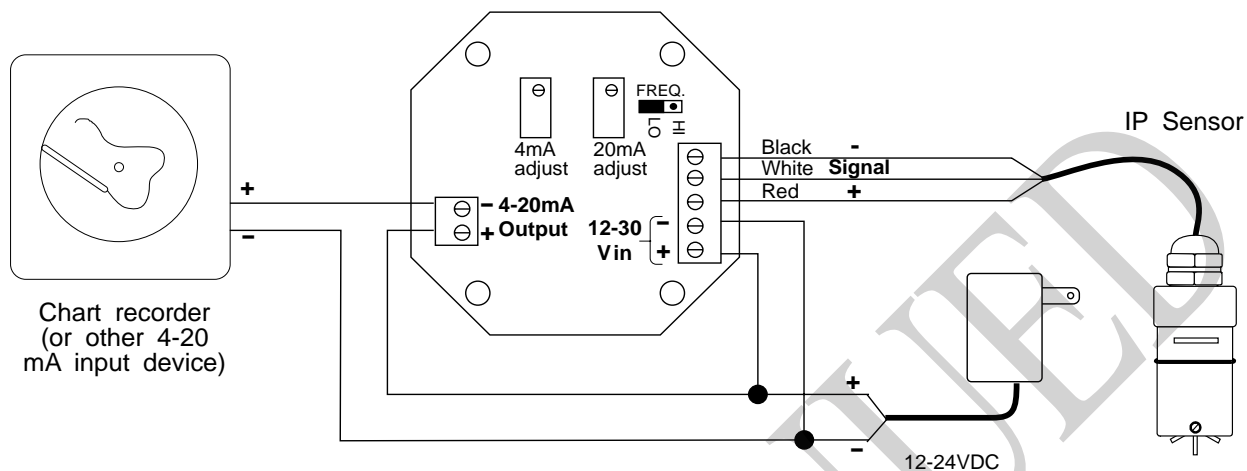 FREQ.
LO
HI
4mA
adjust
20mA
adjust
IP Sensor
Black -
White Signal
Red +
+
-
- 4-20mA
+ Output
12-30
Vin
-
+
Chart recorder
(or other 4-20
mA input device)
+
-
12-24VDC
UED